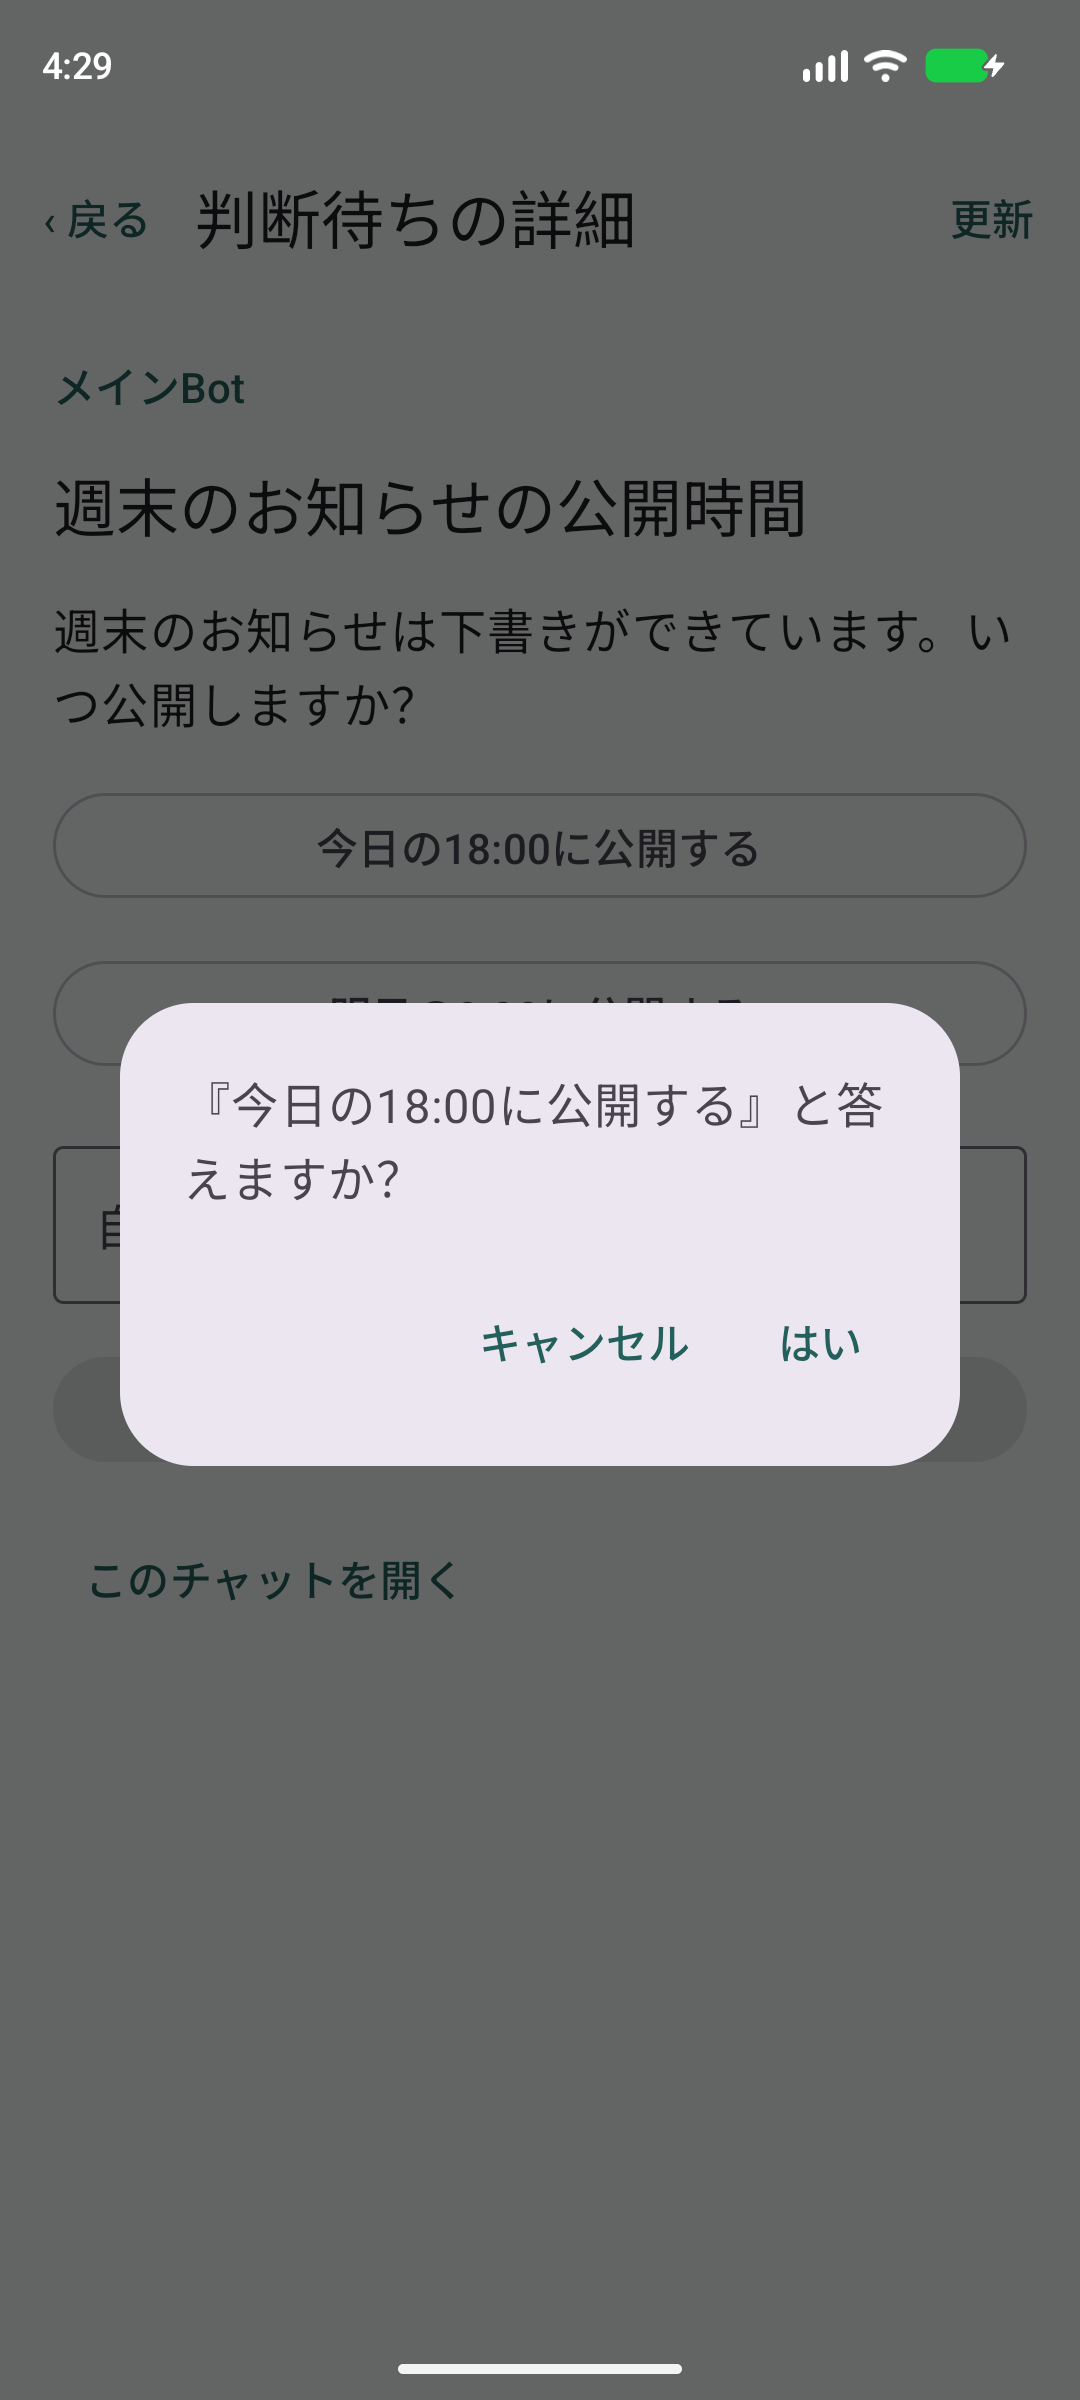 4:29
‹ 戻る 判断待ちの詳細 更新
メインBot
週末のお知らせの公開時間
週末のお知らせは下書きができています。い
つ公開しますか？
今日の18:00に公開する
『今日の18:00に公開する』と答
えますか？
キャンセル はい
このチャットを開く